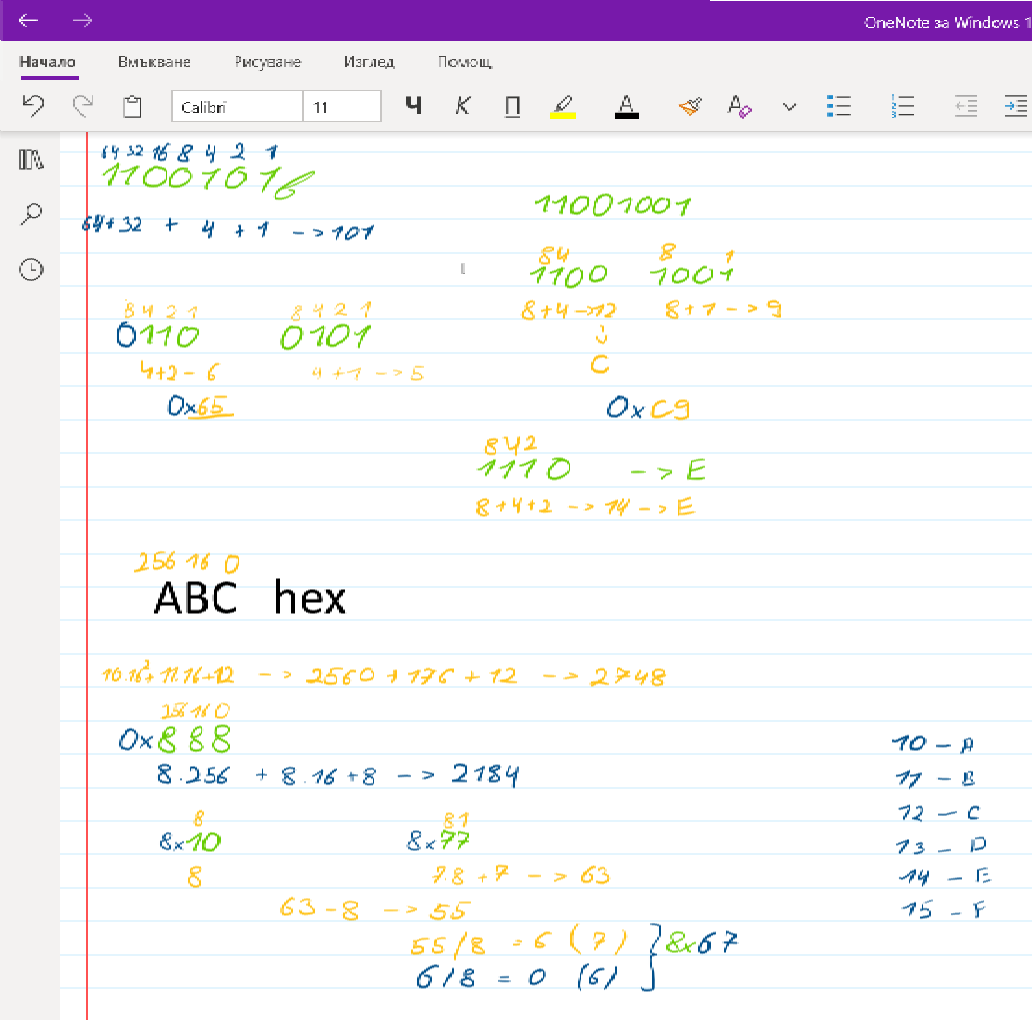 OneNote за Windows 1
Начало Вмъкване Рисуване Изглед Помощ
Calibri 11 Ч К П A A
64 32 16 8 4 2 1
1100101b
64+32 + 4 + 1 -> 101
11001001
84 8 1
1100 1001
8+4->12 8+1->9
C
0xC9
8 4 2 1 8 4 2 1
0110 0101
4+2-6 4+1->5
0x65
842
1110 -> E
8+4+2 -> 14 -> E
256 16 0
ABC hex
10.16²+11.16+12 -> 2560+176+12 -> 2748
256 16 0
0x888
8.256 + 8.16+8 -> 2184
8 81
8x10 8x77
8 7.8+7 -> 63
63-8 -> 55
55/8 = 6 (7) } 8x67
6/8 = 0 (6)
10 - A
11 - B
12 - C
13 - D
14 - E
15 - F